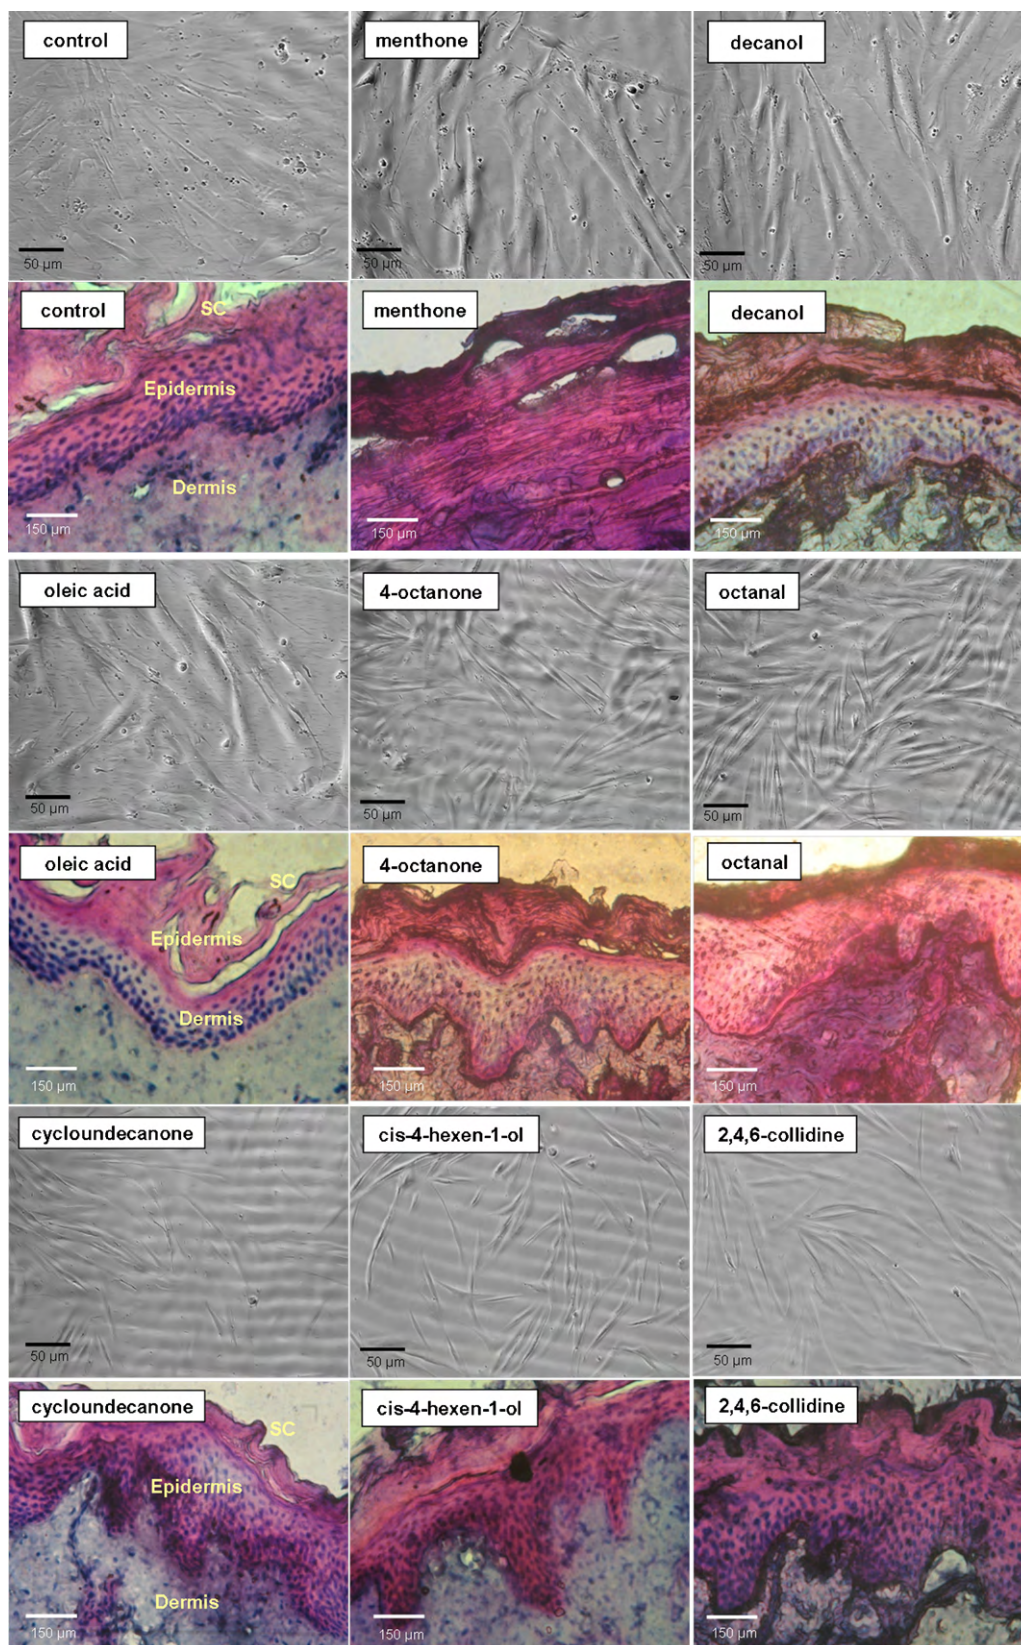 control
menthone
decanol
50 µm
50 µm
50 µm
control
menthone
decanol
SC
Epidermis
Dermis
150 µm
150 µm
150 µm
oleic acid
4-octanone
octanal
50 µm
50 µm
50 µm
oleic acid
4-octanone
octanal
SC
Epidermis
Dermis
150 µm
150 µm
150 µm
cycloundecanone
cis-4-hexen-1-ol
2,4,6-collidine
50 µm
50 µm
50 µm
cycloundecanone
cis-4-hexen-1-ol
2,4,6-collidine
SC
Epidermis
Dermis
150 µm
150 µm
150 µm